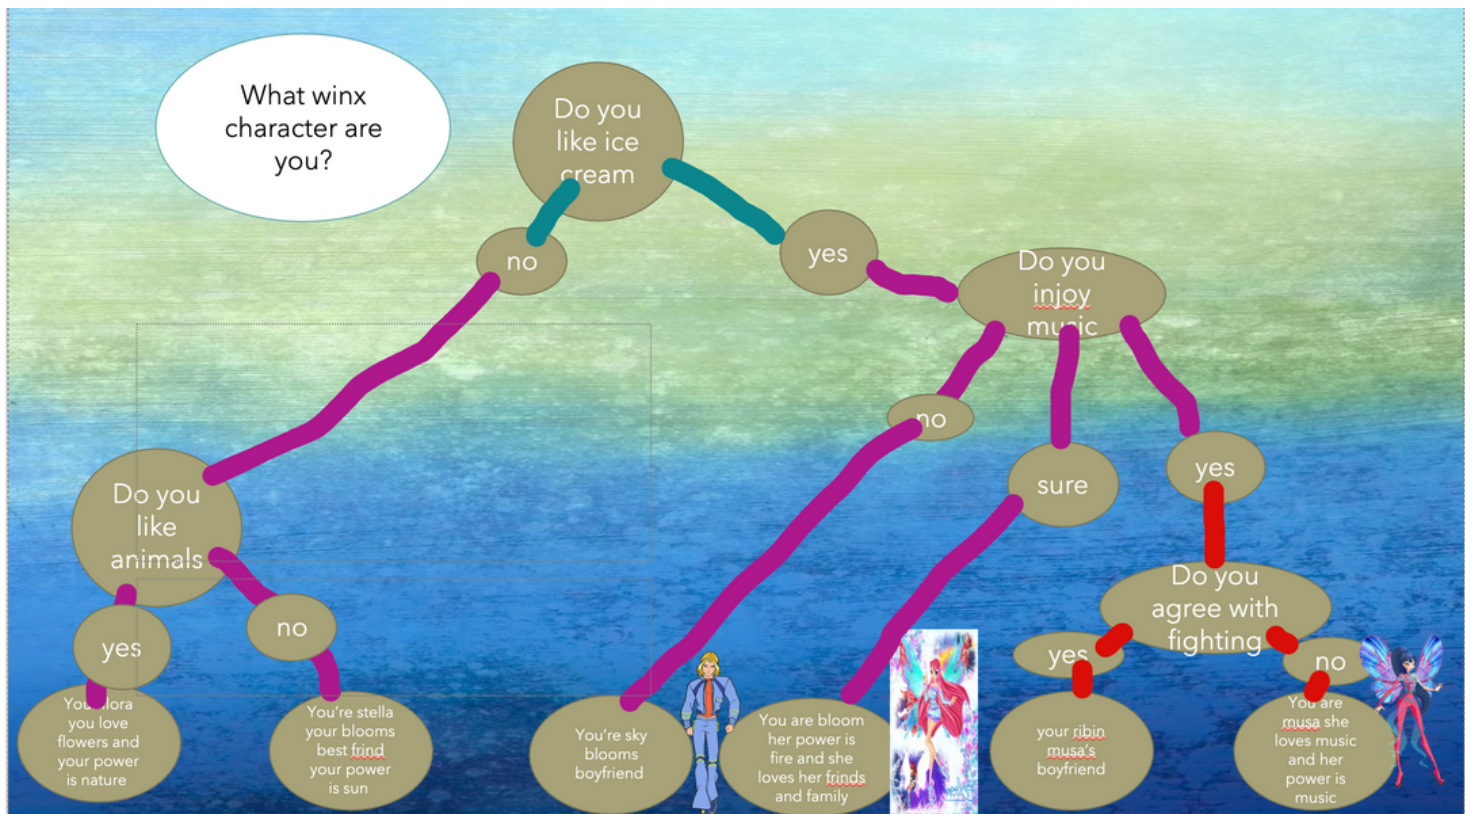 What winx
character are
you?
Do you
like ice
cream
no
yes
Do you
injoy
music
no
sure
yes
Do you
like
animals
yes
no
Do you
agree with
fighting
yes
no
flora
you love
flowers and
your power
is nature
You're stella
your blooms
best frind
your power
is sun
You're sky
blooms
boyfriend
You are bloom
her power is
fire and she
loves her frinds
and family
your ribin
musa's
boyfriend
You are
musa she
loves music
and her
power is
music